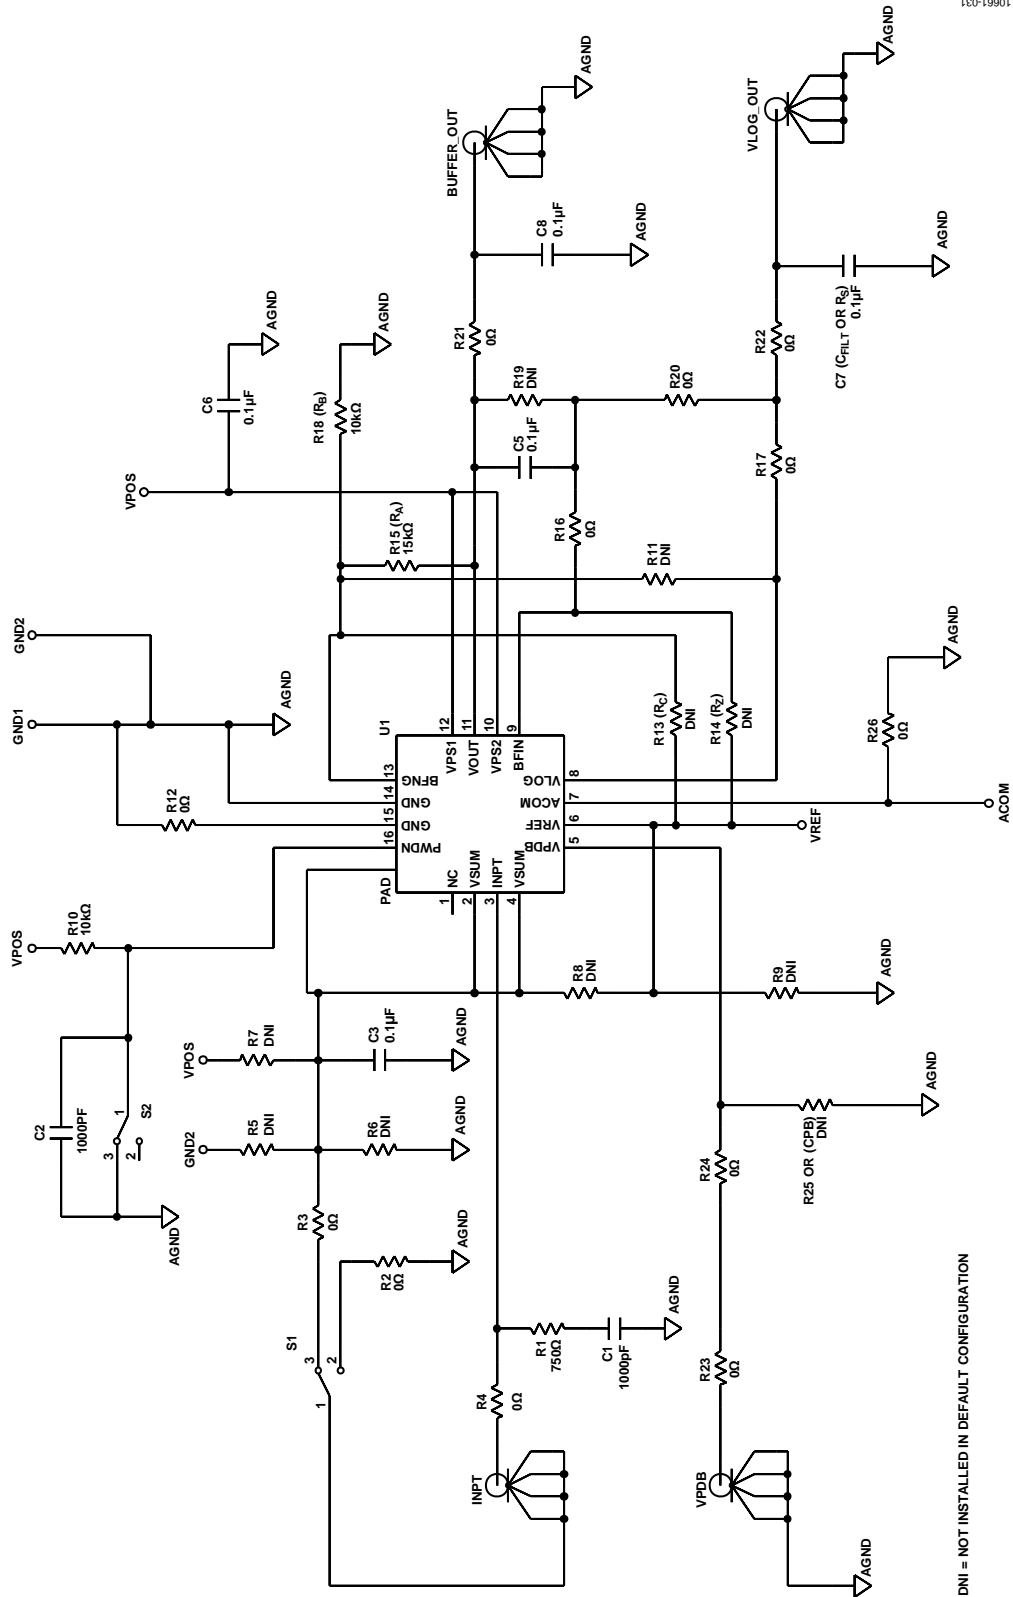 10661-031
AGND
BUFFER_OUT
AGND
VLOG_OUT
C8
0.1µF
AGND
AGND
C7 (CFILT OR RS)
0.1µF
AGND
C6
0.1µF
AGND
R18 (RB)
10kΩ
R21
0Ω
R22
0Ω
R19
DNI
R20
0Ω
C5
0.1µF
R17
0Ω
VPOS
R15 (RA)
15kΩ
R16
0Ω
R11
DNI
GND2
GND1
AGND
AGND
U1
R12
0Ω
R13 (RC)
DNI
R14 (RZ)
DNI
R26
0Ω
12
11
10
9
VPS1
VOUT
VPS2
BFIN
13
14
15
16
BFNG
GND
GND
PWDN
PAD
8
7
6
5
VLOG
ACOM
VREF
VPDB
NC
VSUM
INPT
VSUM
1
2
3
4
ACOM
VREF
VPOS
R10
10kΩ
R8
DNI
R9
DNI
AGND
VPOS
R7
DNI
C3
0.1µF
AGND
C2
1000PF
1
3
2
S2
AGND
GND2
R5
DNI
R6
DNI
AGND
R24
0Ω
R25 OR (CPB)
DNI
AGND
R3
0Ω
R2
0Ω
AGND
S1
3
2
1
R4
0Ω
R1
750Ω
C1
1000pF
AGND
R23
0Ω
INPT
VPDB
AGND
DNI = NOT INSTALLED IN DEFAULT CONFIGURATION